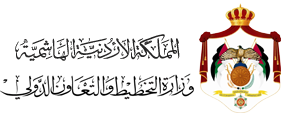 المملكة الأردنية الهاشمية
وزارة التخطيط والتعاون الدولي